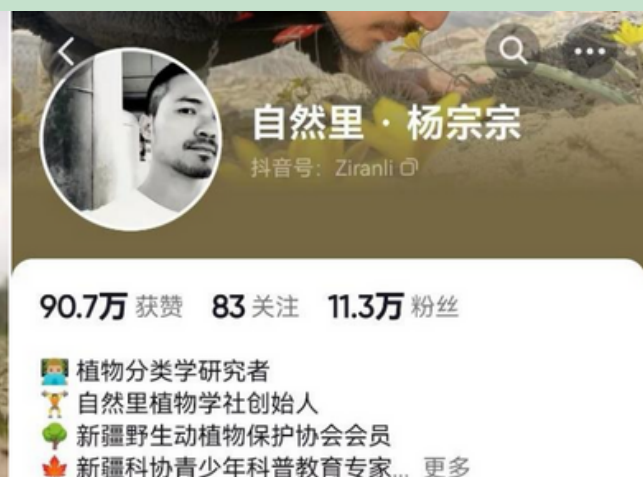 自然里·杨宗宗
抖音号：Ziranli
90.7万 获赞 83 关注 11.3万 粉丝
植物分类学研究者
自然里植物学社创始人
新疆野生动植物保护协会会员
新疆科协青少年科普教育专家... 更多